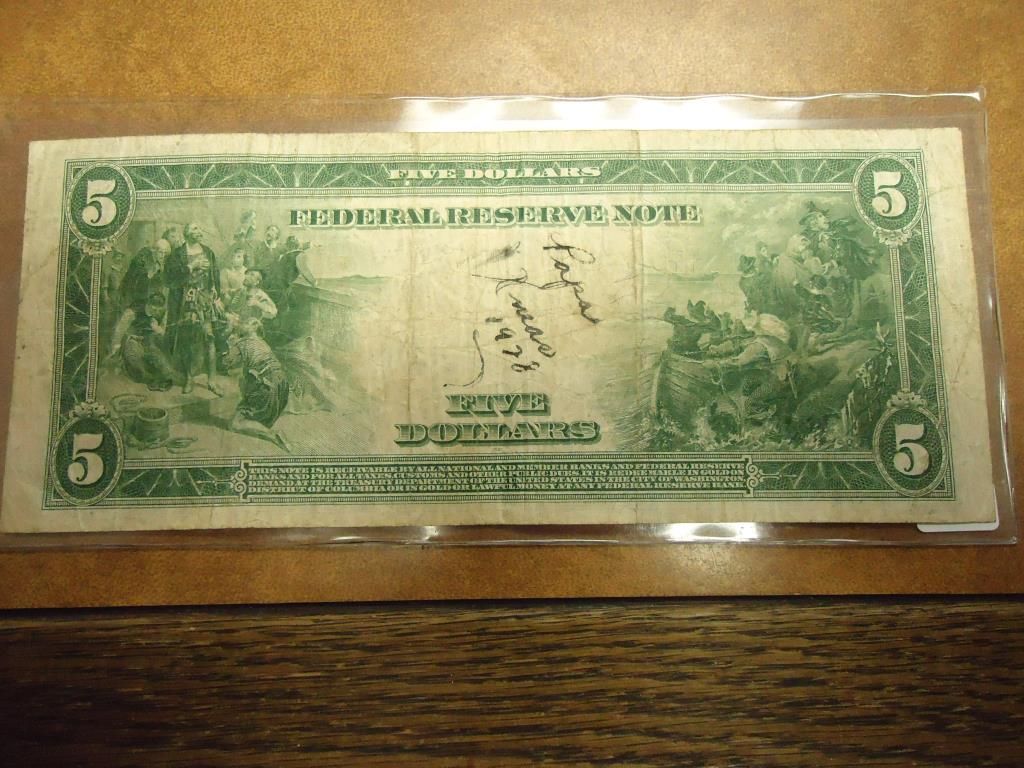 5 FIVE DOLLARS 5
FEDERAL RESERVE NOTE
Papa
Xmas
1978
FIVE
DOLLARS
5 5
THIS NOTE IS RECEIVABLE BY ALL NATIONAL AND MEMBER BANKS AND FEDERAL RESERVE
BANKS AND FOR ALL TAXES, CUSTOMS AND OTHER PUBLIC DUES. IT IS REDEEMABLE IN GOLD ON
DEMAND AT THE TREASURY DEPARTMENT OF THE UNITED STATES IN THE CITY OF WASHINGTON,
DISTRICT OF COLUMBIA OR IN GOLD OR LAWFUL MONEY AT ANY FEDERAL RESERVE BANK.